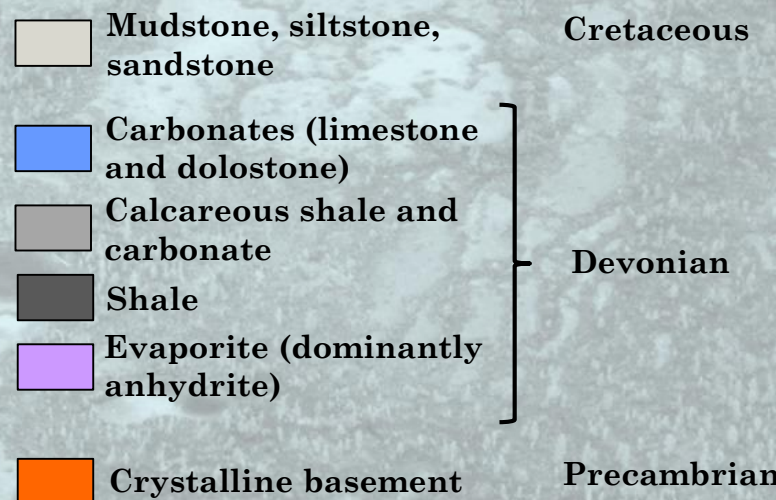 Mudstone, siltstone,
sandstone
Cretaceous
Carbonates (limestone
and dolostone)
Calcareous shale and
carbonate
Shale
Evaporite (dominantly
anhydrite)
Devonian
Crystalline basement
Precambrian